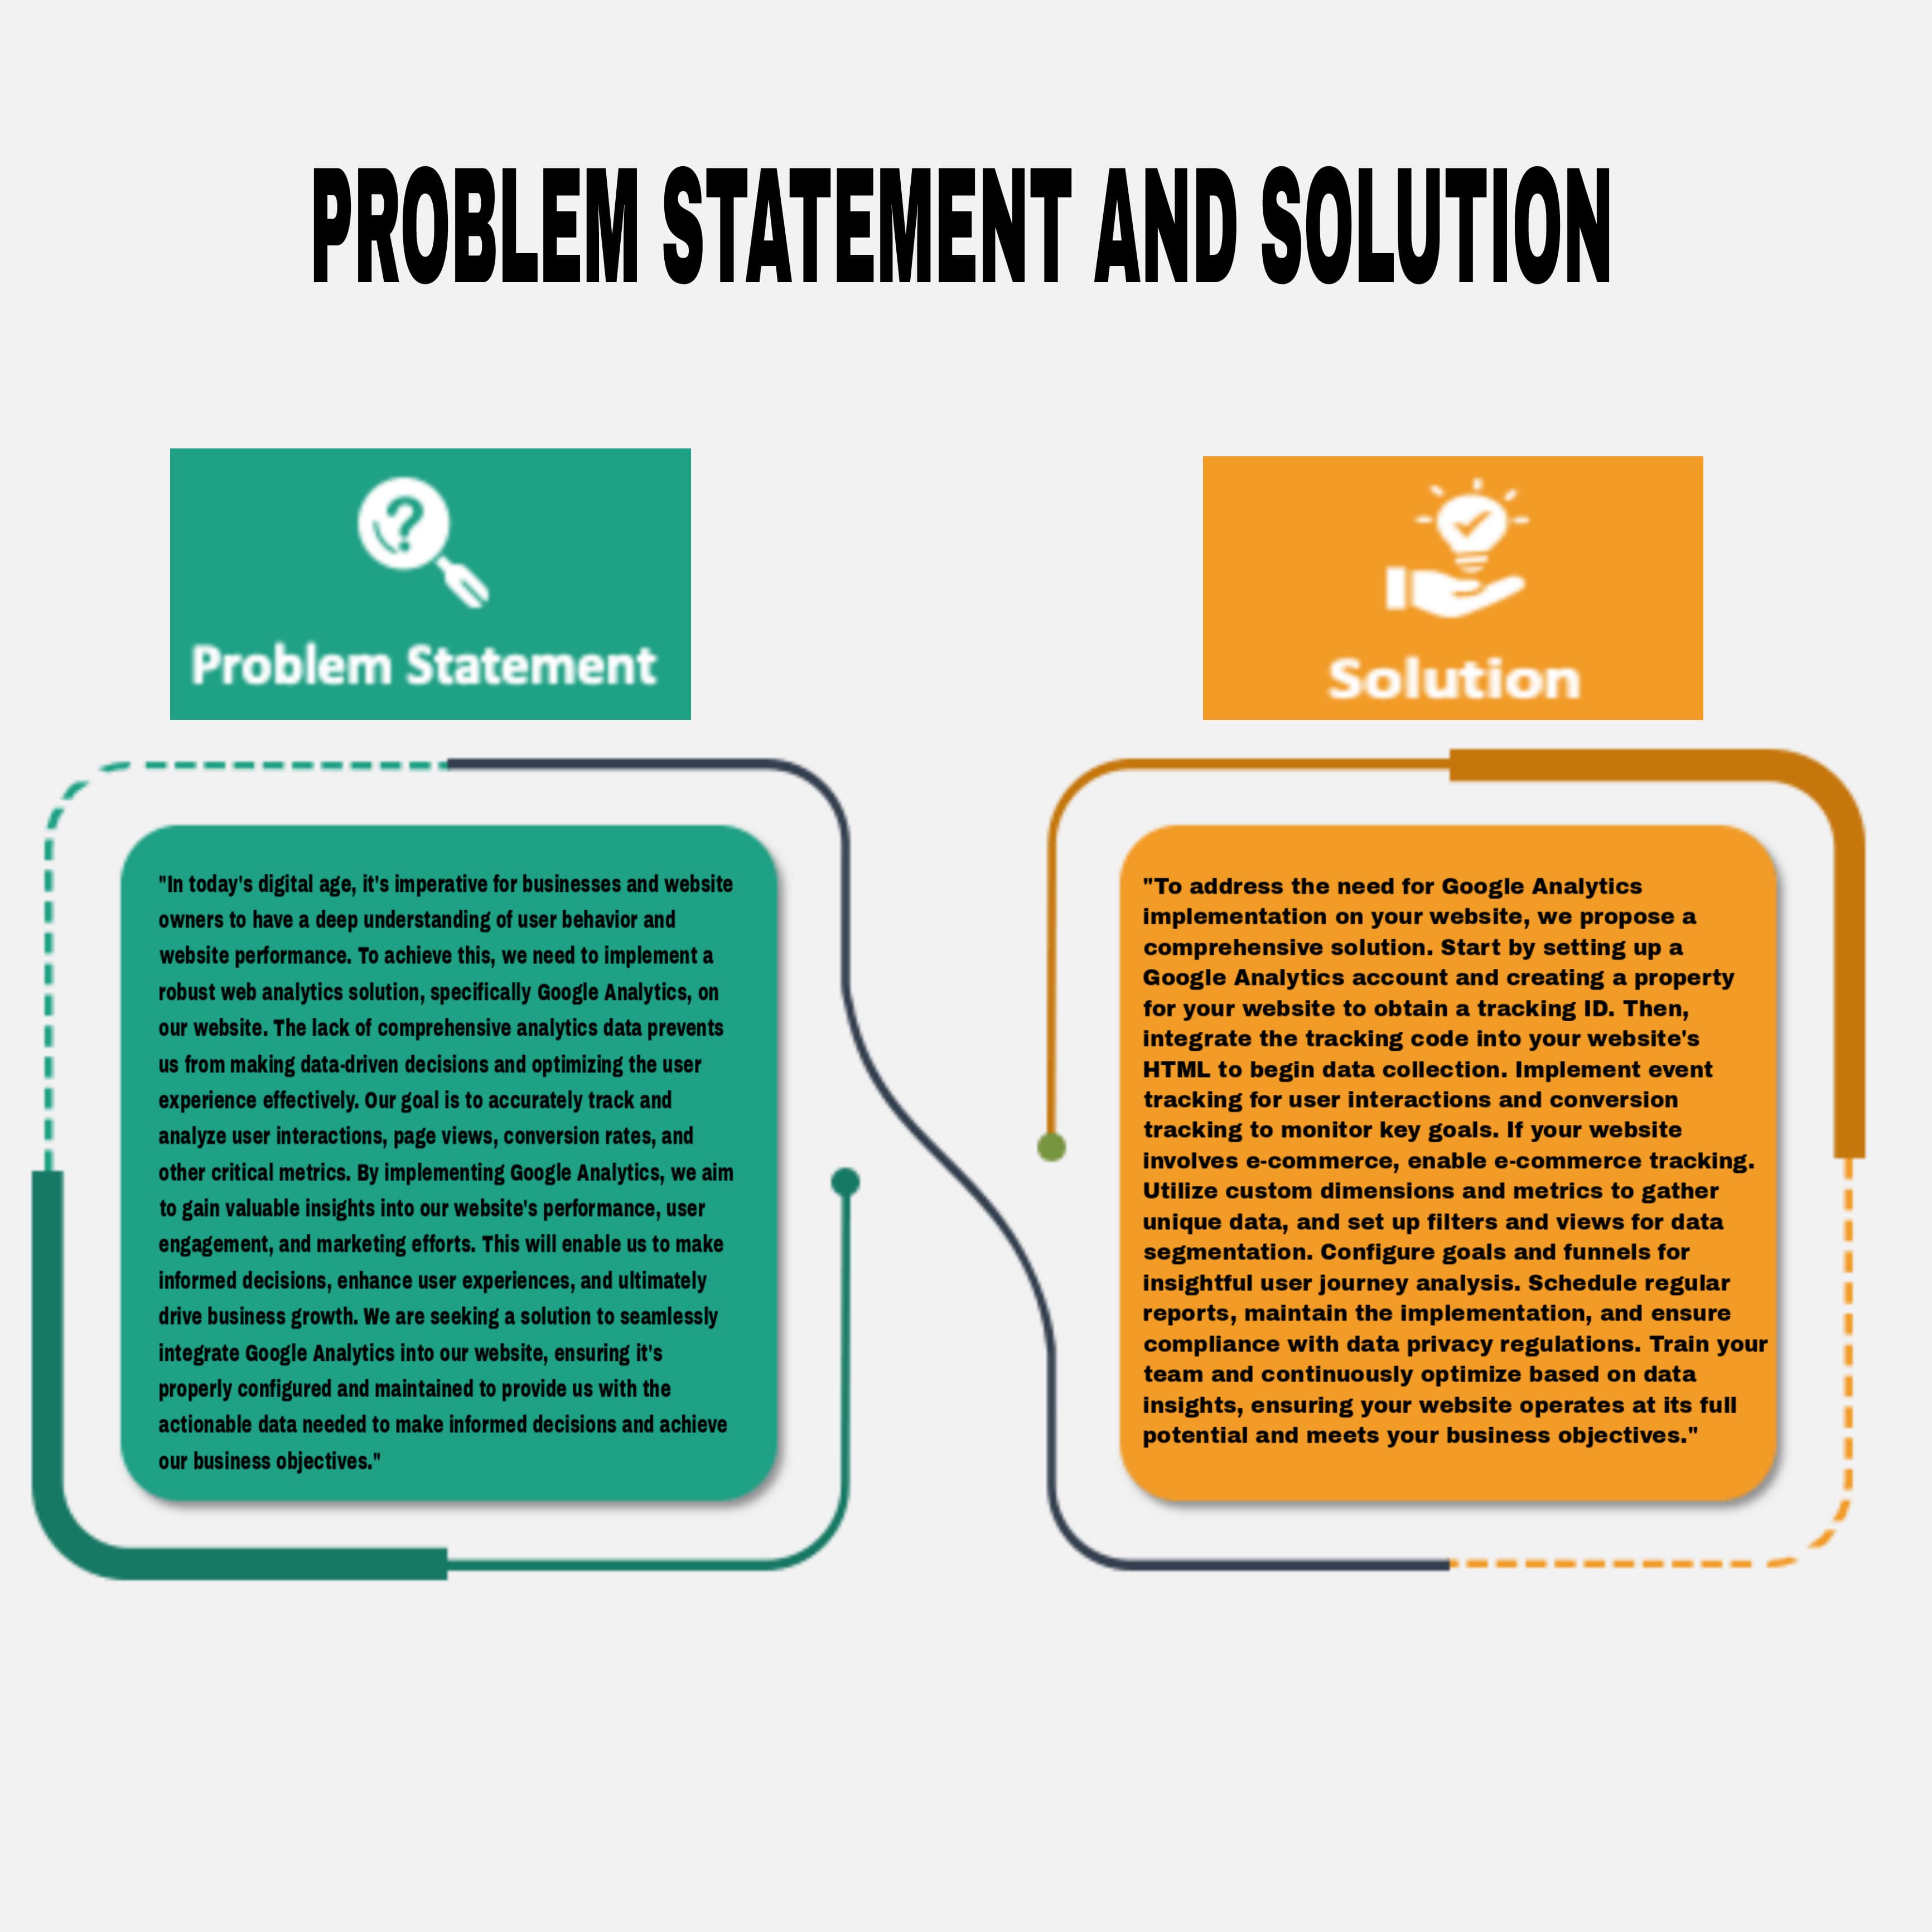 PROBLEM STATEMENT AND SOLUTION
Problem Statement
"In today's digital age, it's imperative for businesses and website
owners to have a deep understanding of user behavior and
website performance. To achieve this, we need to implement a
robust web analytics solution, specifically Google Analytics, on
our website. The lack of comprehensive analytics data prevents
us from making data-driven decisions and optimizing the user
experience effectively. Our goal is to accurately track and
analyze user interactions, page views, conversion rates, and
other critical metrics. By implementing Google Analytics, we aim
to gain valuable insights into our website's performance, user
engagement, and marketing efforts. This will enable us to make
informed decisions, enhance user experiences, and ultimately
drive business growth. We are seeking a solution to seamlessly
integrate Google Analytics into our website, ensuring it's
properly configured and maintained to provide us with the
actionable data needed to make informed decisions and achieve
our business objectives."
Solution
"To address the need for Google Analytics
implementation on your website, we propose a
comprehensive solution. Start by setting up a
Google Analytics account and creating a property
for your website to obtain a tracking ID. Then,
integrate the tracking code into your website's
HTML to begin data collection. Implement event
tracking for user interactions and conversion
tracking to monitor key goals. If your website
involves e-commerce, enable e-commerce tracking.
Utilize custom dimensions and metrics to gather
unique data, and set up filters and views for data
segmentation. Configure goals and funnels for
insightful user journey analysis. Schedule regular
reports, maintain the implementation, and ensure
compliance with data privacy regulations. Train your
team and continuously optimize based on data
insights, ensuring your website operates at its full
potential and meets your business objectives."